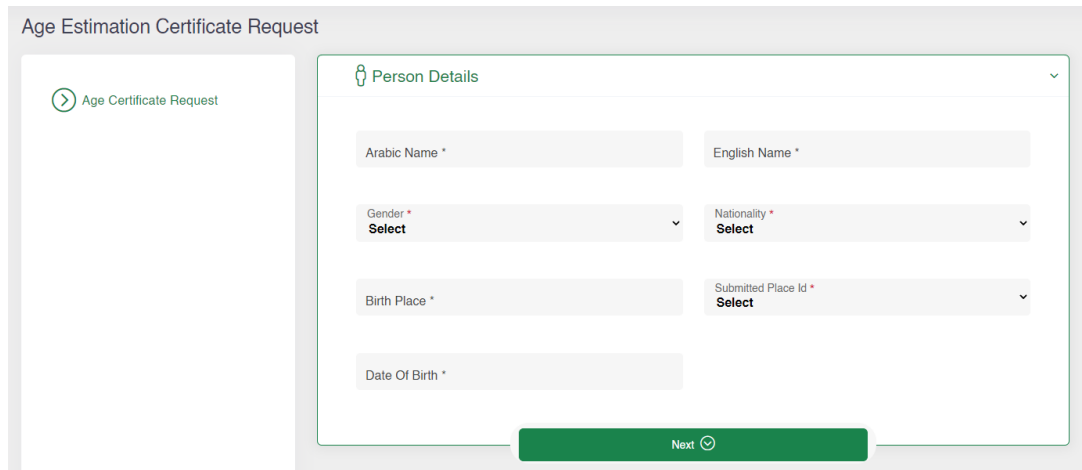 Age Estimation Certificate Request
Age Certificate Request
Person Details
Arabic Name *
English Name *
Gender *
Select
Nationality *
Select
Birth Place *
Submitted Place Id *
Select
Date Of Birth *
Next